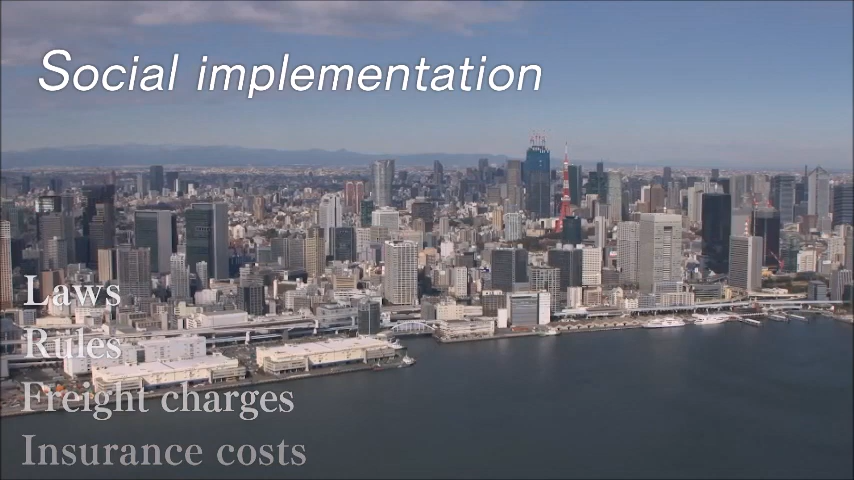 Social implementation
Laws
Rules
Freight charges
Insurance costs